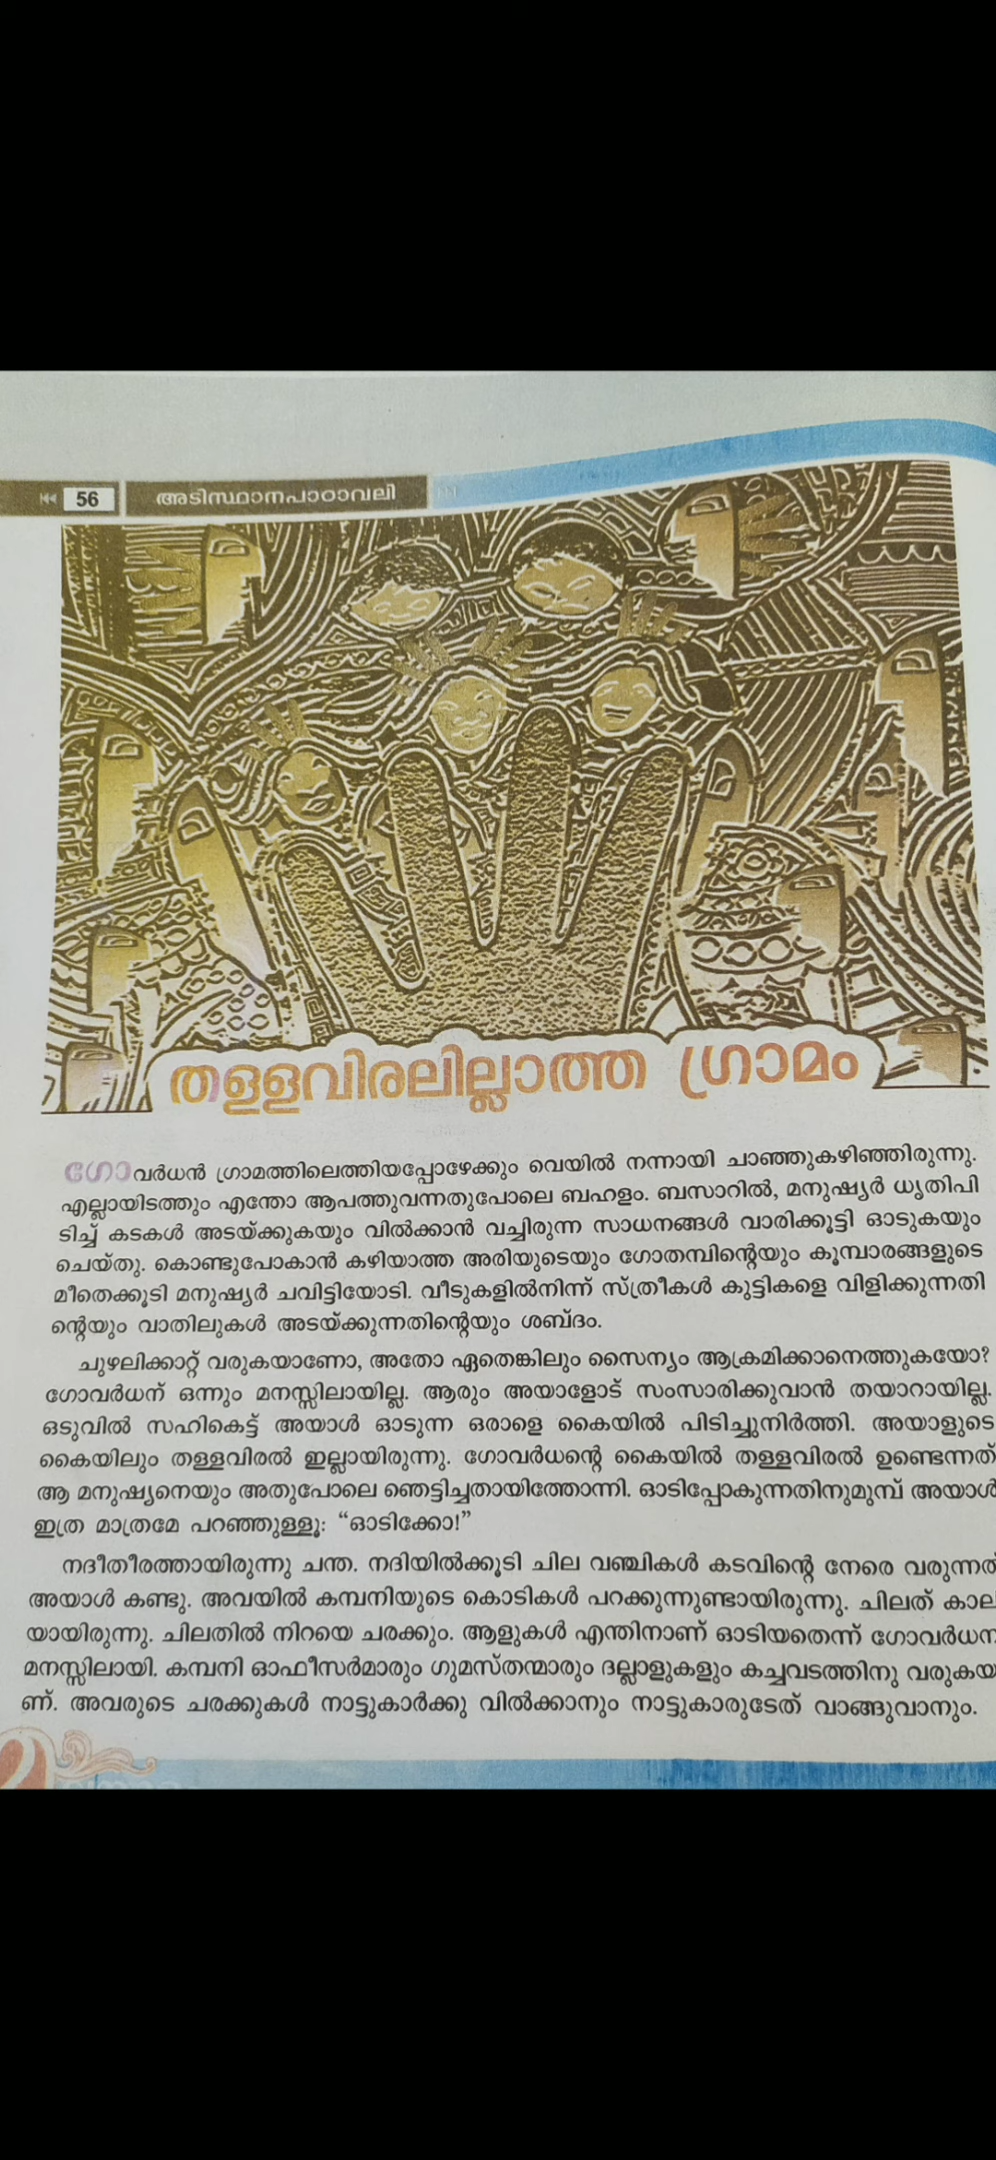 56
അടിസ്ഥാനപാഠാവലി
തള്ളവിരലില്ലാത്ത ഗ്രാമം
ഗോവർധൻ ഗ്രാമത്തിലെത്തിയപ്പോഴേക്കും വെയിൽ നന്നായി ചാഞ്ഞുകഴിഞ്ഞിരുന്നു.
എല്ലായിടത്തും എന്തോ ആപത്തുവന്നതുപോലെ ബഹളം. ബസാറിൽ, മനുഷ്യർ ധൃതിപി
ടിച്ച് കടകൾ അടയ്ക്കുകയും വിൽക്കാൻ വച്ചിരുന്ന സാധനങ്ങൾ വാരിക്കൂട്ടി ഓടുകയും
ചെയ്തു. കൊണ്ടുപോകാൻ കഴിയാത്ത അരിയുടെയും ഗോതമ്പിന്റെയും കൂമ്പാരങ്ങളുടെ
മീതെക്കൂടി മനുഷ്യർ ചവിട്ടിയോടി. വീടുകളിൽനിന്ന് സ്ത്രീകൾ കുട്ടികളെ വിളിക്കുന്നതി
ന്റെയും വാതിലുകൾ അടയ്ക്കുന്നതിന്റെയും ശബ്ദം.
ചുഴലിക്കാറ്റ് വരുകയാണോ, അതോ ഏതെങ്കിലും സൈന്യം ആക്രമിക്കാനെത്തുകയോ?
ഗോവർധന് ഒന്നും മനസ്സിലായില്ല. ആരും അയാളോട് സംസാരിക്കുവാൻ തയാറായില്ല.
ഒടുവിൽ സഹികെട്ട് അയാൾ ഓടുന്ന ഒരാളെ കൈയിൽ പിടിച്ചുനിർത്തി. അയാളുടെ
കൈയിലും തള്ളവിരൽ ഇല്ലായിരുന്നു. ഗോവർധന്റെ കൈയിൽ തള്ളവിരൽ ഉണ്ടെന്നത്
ആ മനുഷ്യനെയും അതുപോലെ ഞെട്ടിച്ചതായിത്തോന്നി. ഓടിപ്പോകുന്നതിനുമുമ്പ് അയാൾ
ഇത്ര മാത്രമേ പറഞ്ഞുള്ളൂ: “ഓടിക്കോ!”
നദീതീരത്തായിരുന്നു ചന്ത. നദിയിൽക്കൂടി ചില വഞ്ചികൾ കടവിന്റെ നേരെ വരുന്നത്
അയാൾ കണ്ടു. അവയിൽ കമ്പനിയുടെ കൊടികൾ പറക്കുന്നുണ്ടായിരുന്നു. ചിലത് കാലി
യായിരുന്നു. ചിലതിൽ നിറയെ ചരക്കും. ആളുകൾ എന്തിനാണ് ഓടിയതെന്ന് ഗോവർധന
മനസ്സിലായി. കമ്പനി ഓഫീസർമാരും ഗുമസ്തന്മാരും ദല്ലാളുകളും കച്ചവടത്തിനു വരുകയ
ണ്. അവരുടെ ചരക്കുകൾ നാട്ടുകാർക്കു വിൽക്കാനും നാട്ടുകാരുടേത് വാങ്ങുവാനും.